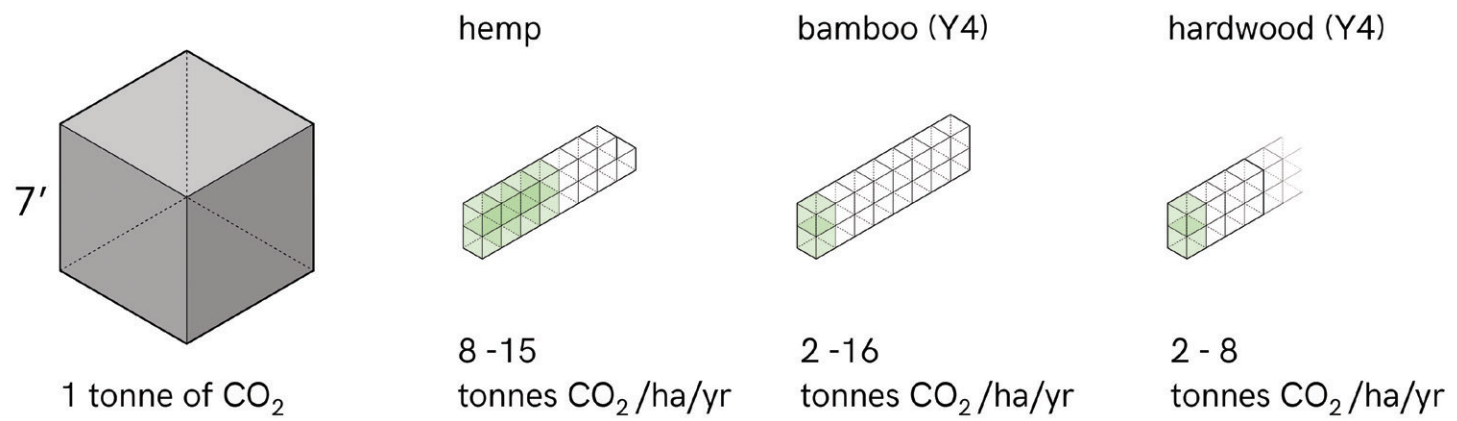 7′
1 tonne of CO₂
hemp
8 -15
tonnes CO₂/ha/yr
bamboo (Y4)
2 -16
tonnes CO₂/ha/yr
hardwood (Y4)
2 - 8
tonnes CO₂/ha/yr